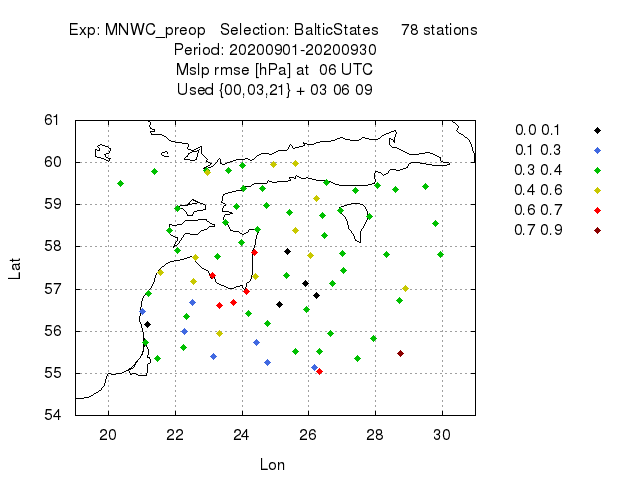 Exp: MNWC_preop   Selection: BalticStates     78 stations
Period: 20200901-20200930
Mslp rmse [hPa] at  06 UTC
Used {00,03,21} + 03 06 09
61
60
59
58
57
56
55
54
Lat
20 22 24 26 28 30
Lon
0.0 0.1
0.1 0.3
0.3 0.4
0.4 0.6
0.6 0.7
0.7 0.9